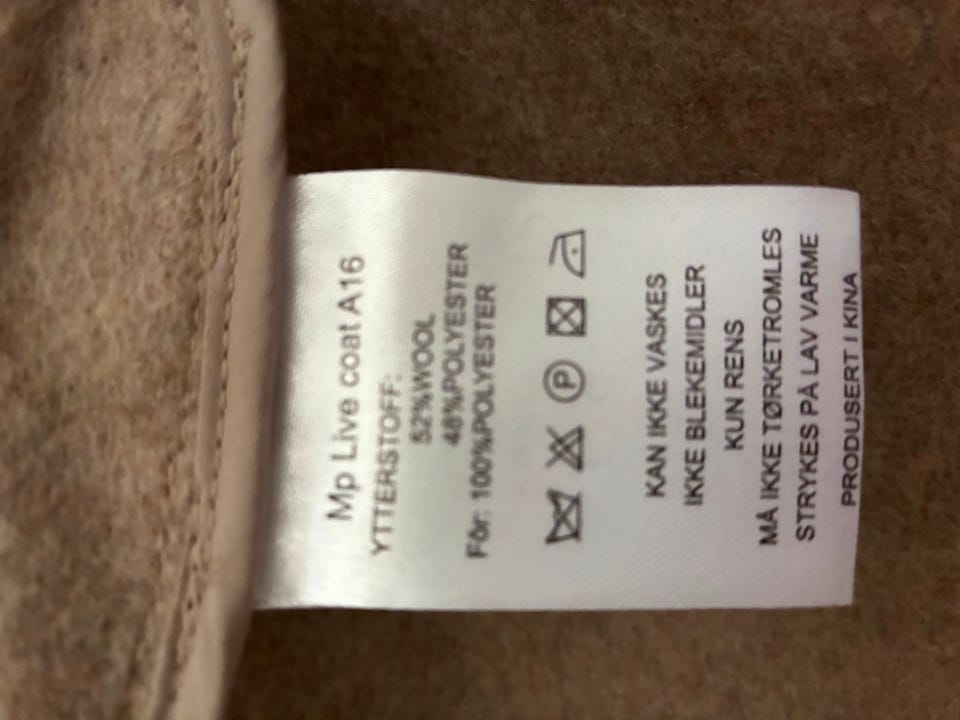 Mp Live coat A16
YTTERSTOFF:
52%WOOL
48%POLYESTER
Fôr: 100%POLYESTER
P
KAN IKKE VASKES
IKKE BLEKEMIDLER
KUN RENS
MÅ IKKE TØRKETROMLES
STRYKES PÅ LAV VARME
PRODUSERT I KINA